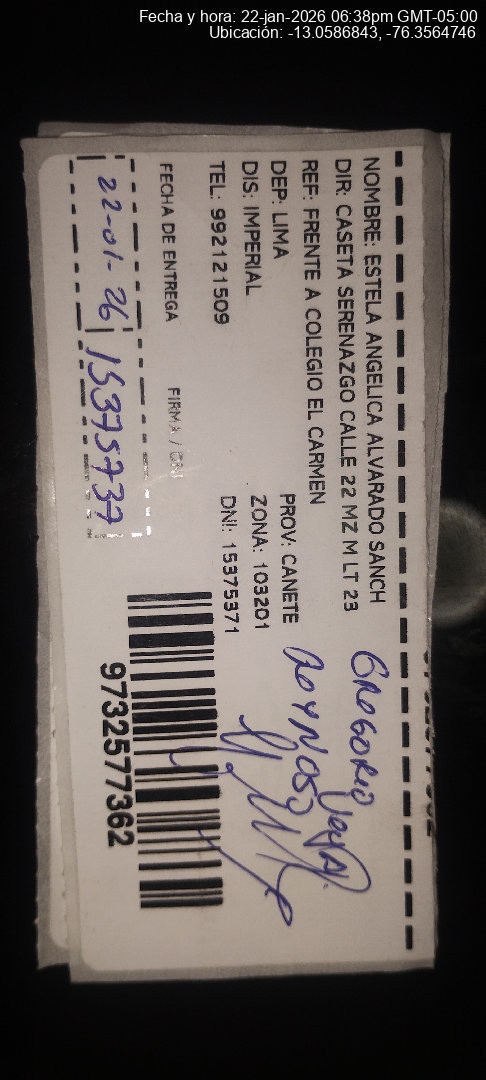 Fecha y hora: 22-jan-2026 06:38pm GMT-05:00
Ubicación: -13.0586843, -76.3564746
NOMBRE: ESTELA ANGELICA ALVARADO SANCH
DIR: CASETA SERENAZGO CALLE 22 MZ M LT 23
REF: FRENTE A COLEGIO EL CARMEN
DEP: LIMA PROV: CANETE
DIS: IMPERIAL ZONA: 103201
TEL: 992121509 DNI: 15375371
FECHA DE ENTREGA FIRMA / DNI
22-01-26 15375737
GREGORIO
9732577362